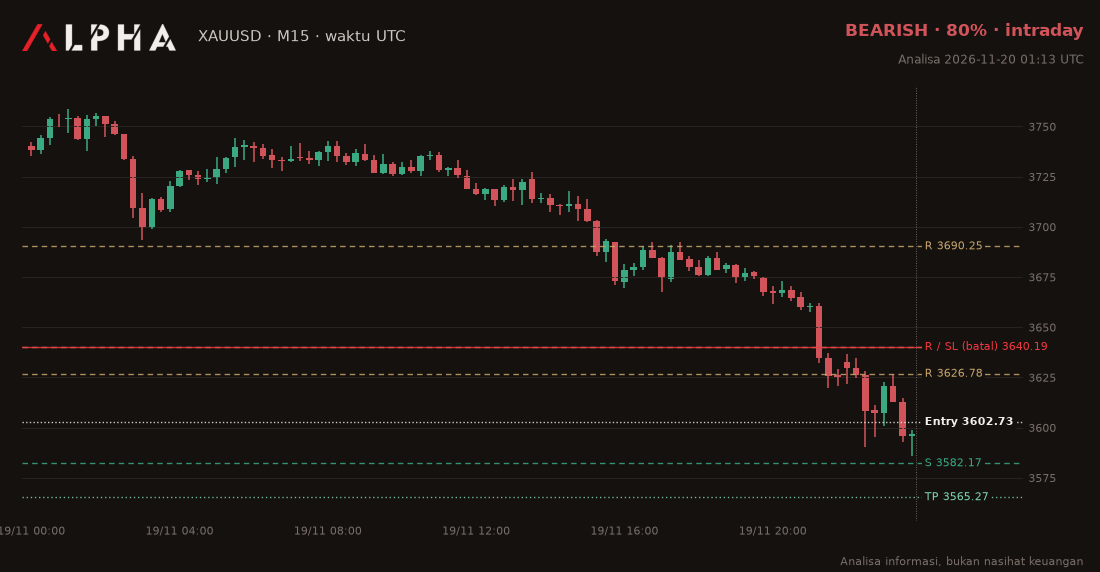 ALPHA XAUUSD · M15 · waktu UTC
BEARISH · 80% · intraday
Analisa 2026-11-20 01:13 UTC
3750
3725
3700
R 3690.25
3675
3650
R / SL (batal) 3640.19
R 3626.78
3625
Entry 3602.73
3600
S 3582.17
3575
TP 3565.27
19/11 00:00 19/11 04:00 19/11 08:00 19/11 12:00 19/11 16:00 19/11 20:00
Analisa informasi, bukan nasihat keuangan